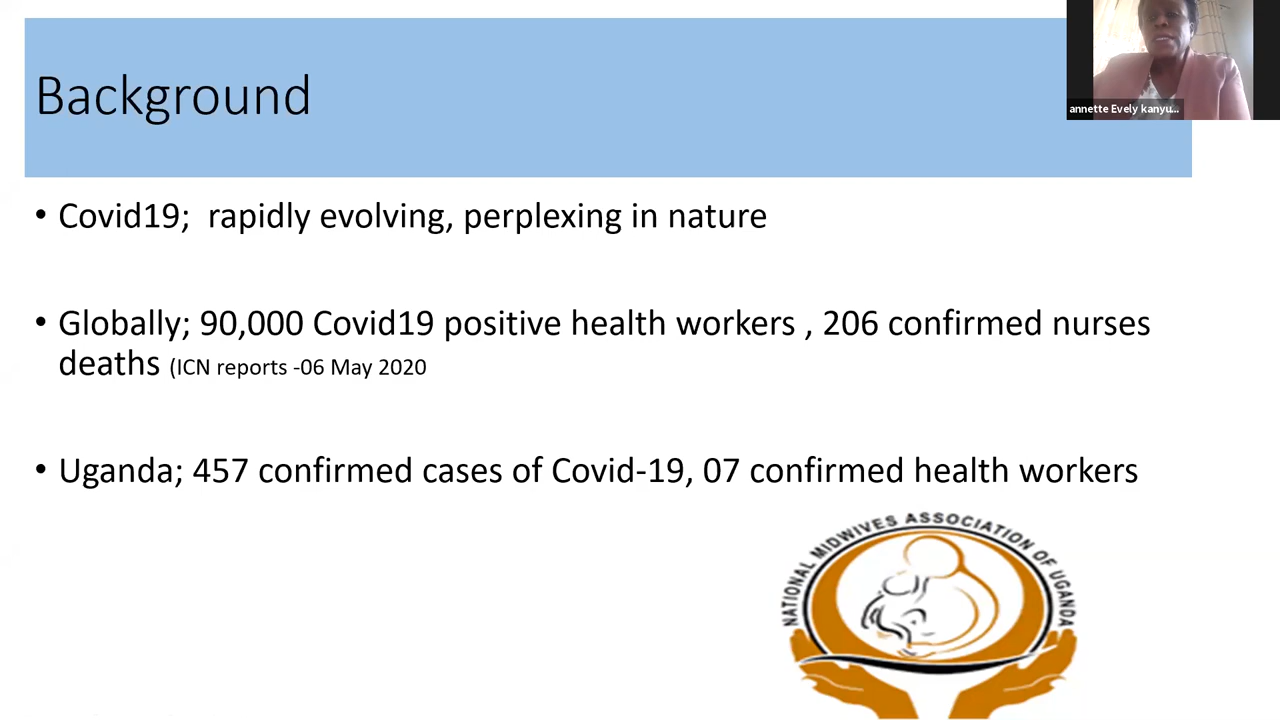 Background
annette Evely kanyu...
• Covid19;  rapidly evolving, perplexing in nature
• Globally; 90,000 Covid19 positive health workers , 206 confirmed nurses
deaths (ICN reports -06 May 2020
• Uganda; 457 confirmed cases of Covid-19, 07 confirmed health workers
NATIONAL MIDWIVES ASSOCIATION OF UGANDA